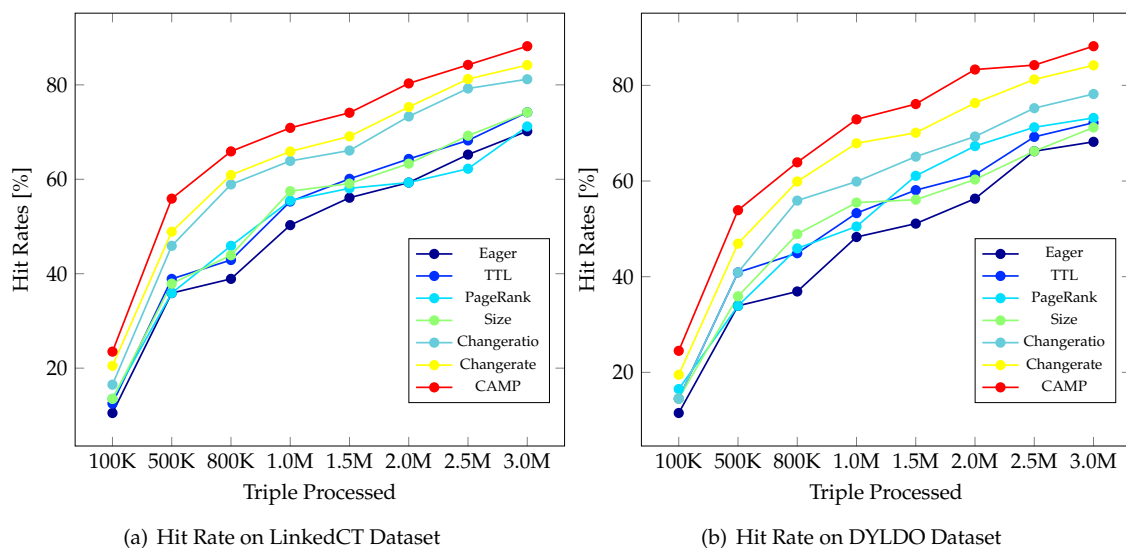 80
60
40
20
Hit Rates [%]
Eager
TTL
PageRank
Size
Changeratio
Changerate
CAMP
100K 500K 800K 1.0M 1.5M 2.0M 2.5M 3.0M
Triple Processed
(a) Hit Rate on LinkedCT Dataset
80
60
40
20
Hit Rates [%]
Eager
TTL
PageRank
Size
Changeratio
Changerate
CAMP
100K 500K 800K 1.0M 1.5M 2.0M 2.5M 3.0M
Triple Processed
(b) Hit Rate on DYLDO Dataset